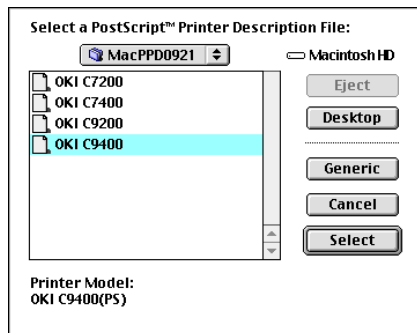 Select a PostScript™ Printer Description File:
MacPPD0921
Macintosh HD
OKI C7200
OKI C7400
OKI C9200
OKI C9400
Eject
Desktop
Generic
Cancel
Select
Printer Model:
OKI C9400(PS)